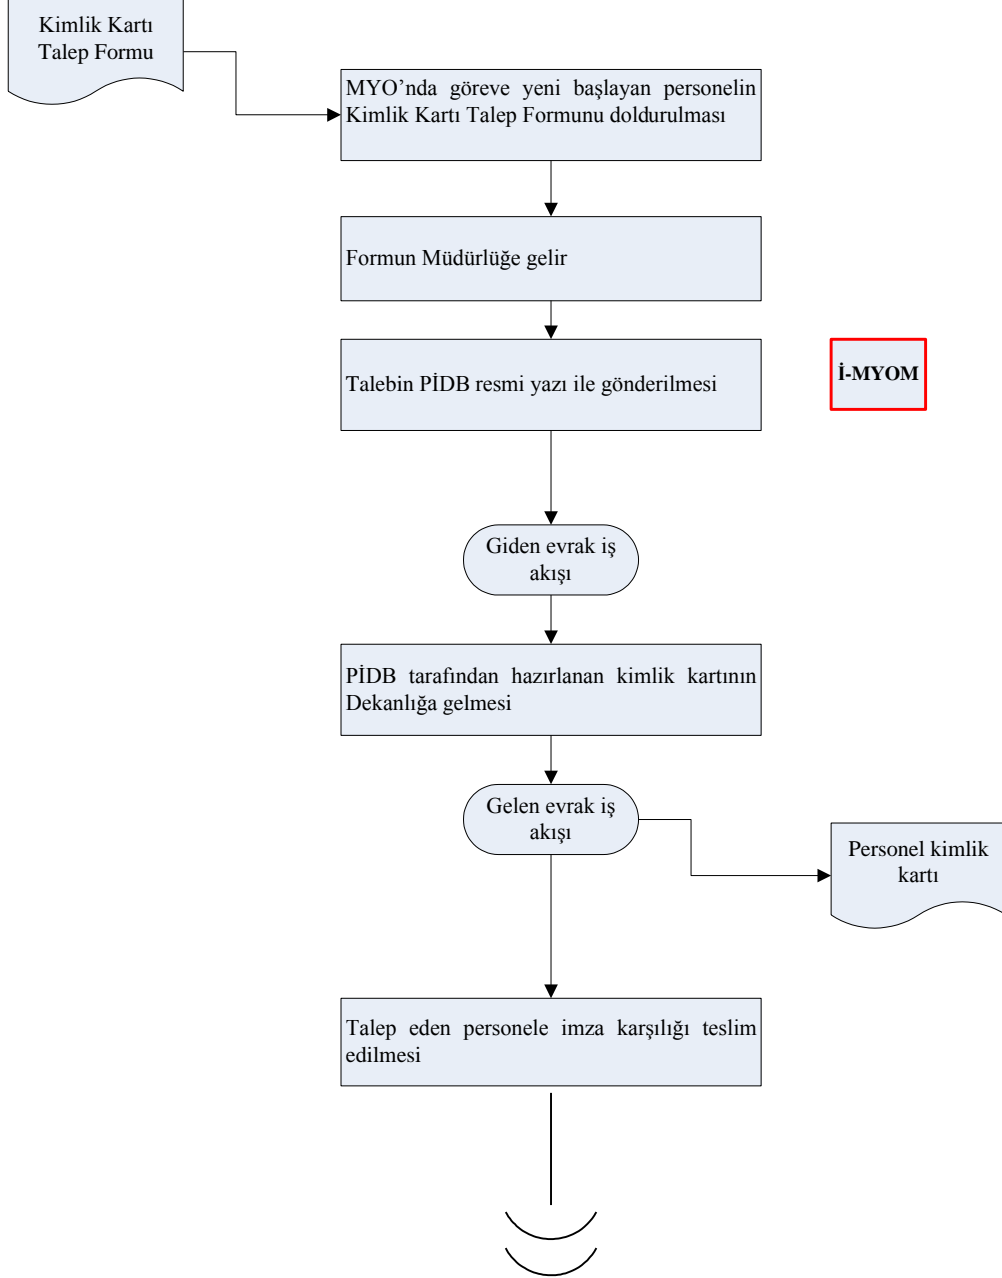 Kimlik Kartı
Talep Formu
MYO’nda göreve yeni başlayan personelin
Kimlik Kartı Talep Formunu doldurulması
Formun Müdürlüğe gelir
Talebin PİDB resmi yazı ile gönderilmesi
İ-MYOM
Giden evrak iş
akışı
PİDB tarafından hazırlanan kimlik kartının
Dekanlığa gelmesi
Gelen evrak iş
akışı
Personel kimlik
kartı
Talep eden personele imza karşılığı teslim
edilmesi